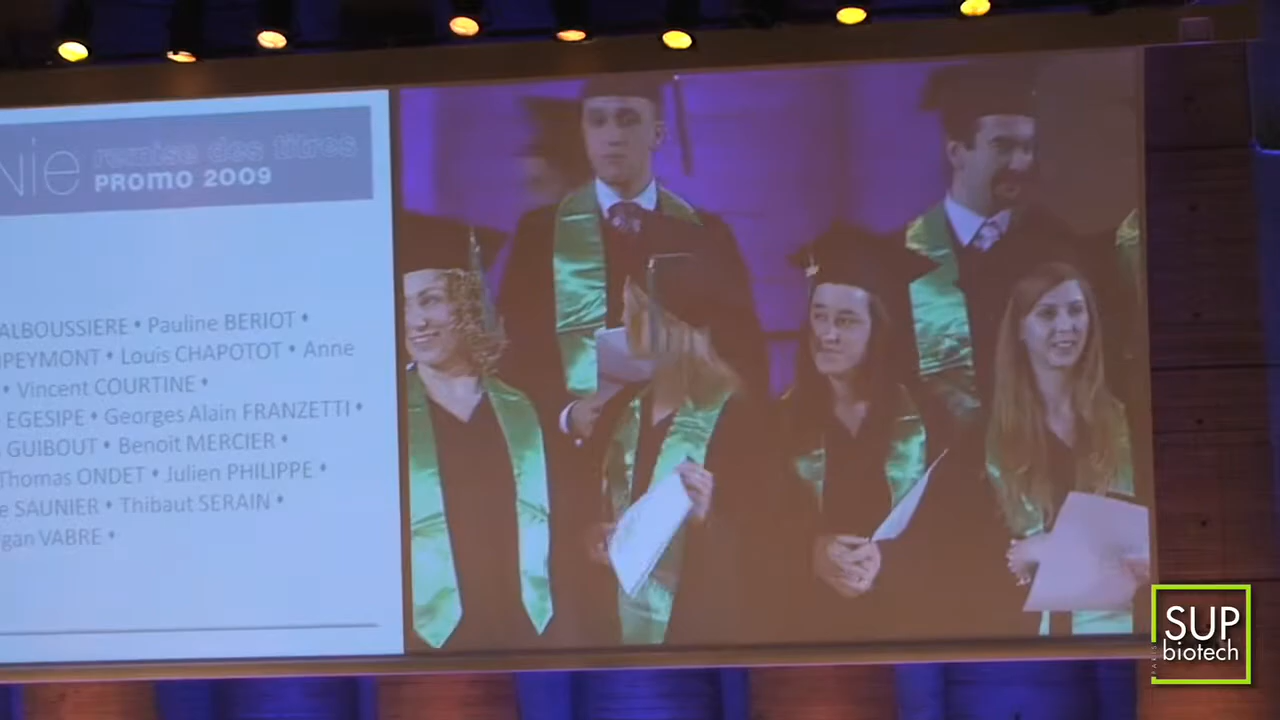 NIE remise des titres
PROMO 2009
ALBOUSSIERE • Pauline BERIOT •
PEYMONT • Louis CHAPOTOT • Anne
• Vincent COURTINE •
EGESIPE • Georges Alain FRANZETTI •
GUIBOUT • Benoit MERCIER •
Thomas ONDET • Julien PHILIPPE •
e SAUNIER • Thibaut SERAIN •
gan VABRE •
SUP
biotech
PARIS